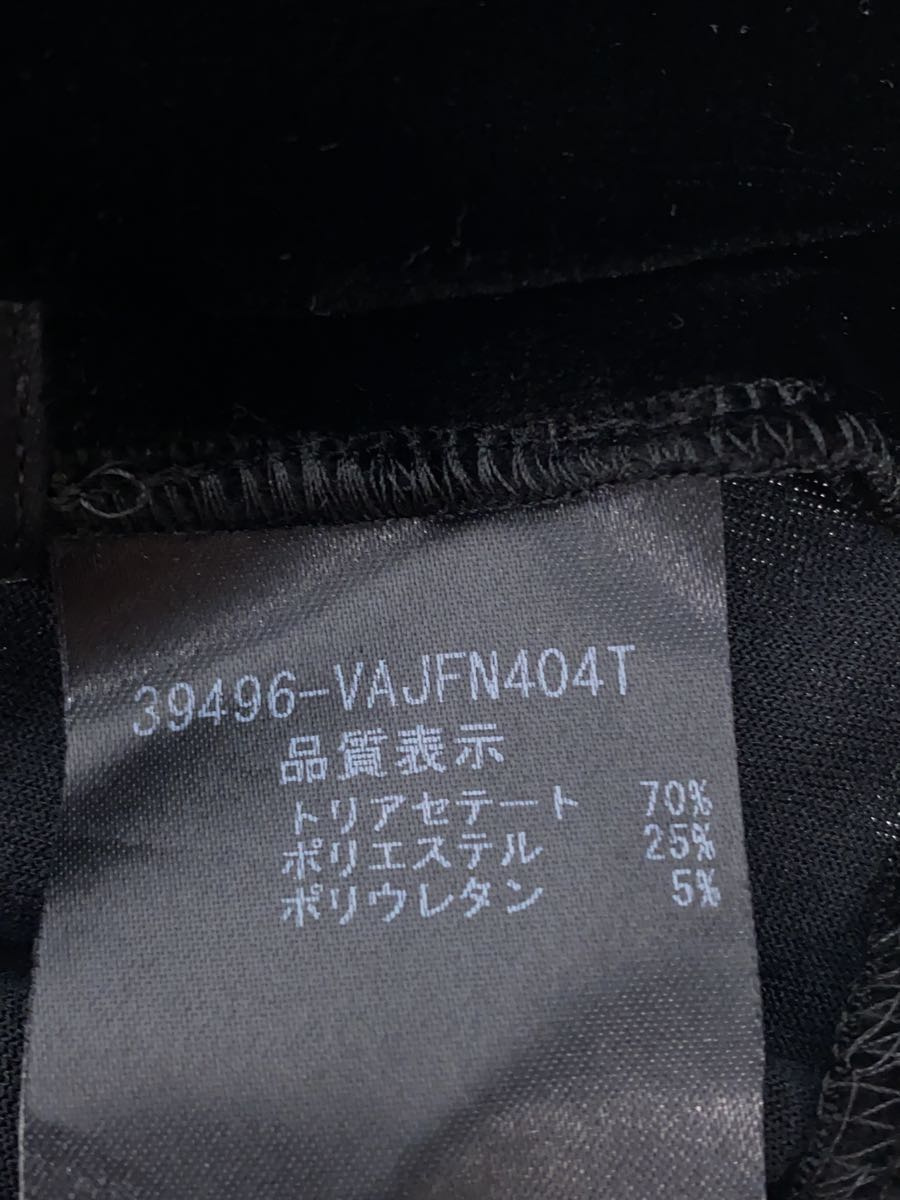 39496-VAJFN404T
品質表示
トリアセテート 70%
ポリエステル 25%
ポリウレタン 5%